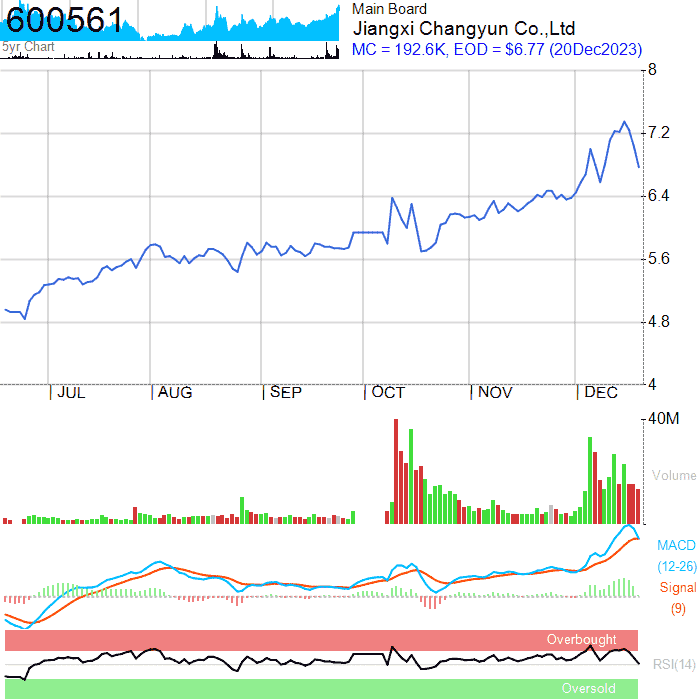 600561
5yr Chart
Main Board
Jiangxi Changyun Co.,Ltd
MC = 192.6K, EOD = $6.77 (20Dec2023)
8
7.2
6.4
5.6
4.8
4
JUL AUG SEP OCT NOV DEC
40M
Volume
MACD
(12-26)
Signal
(9)
Overbought
RSI(14)
Oversold